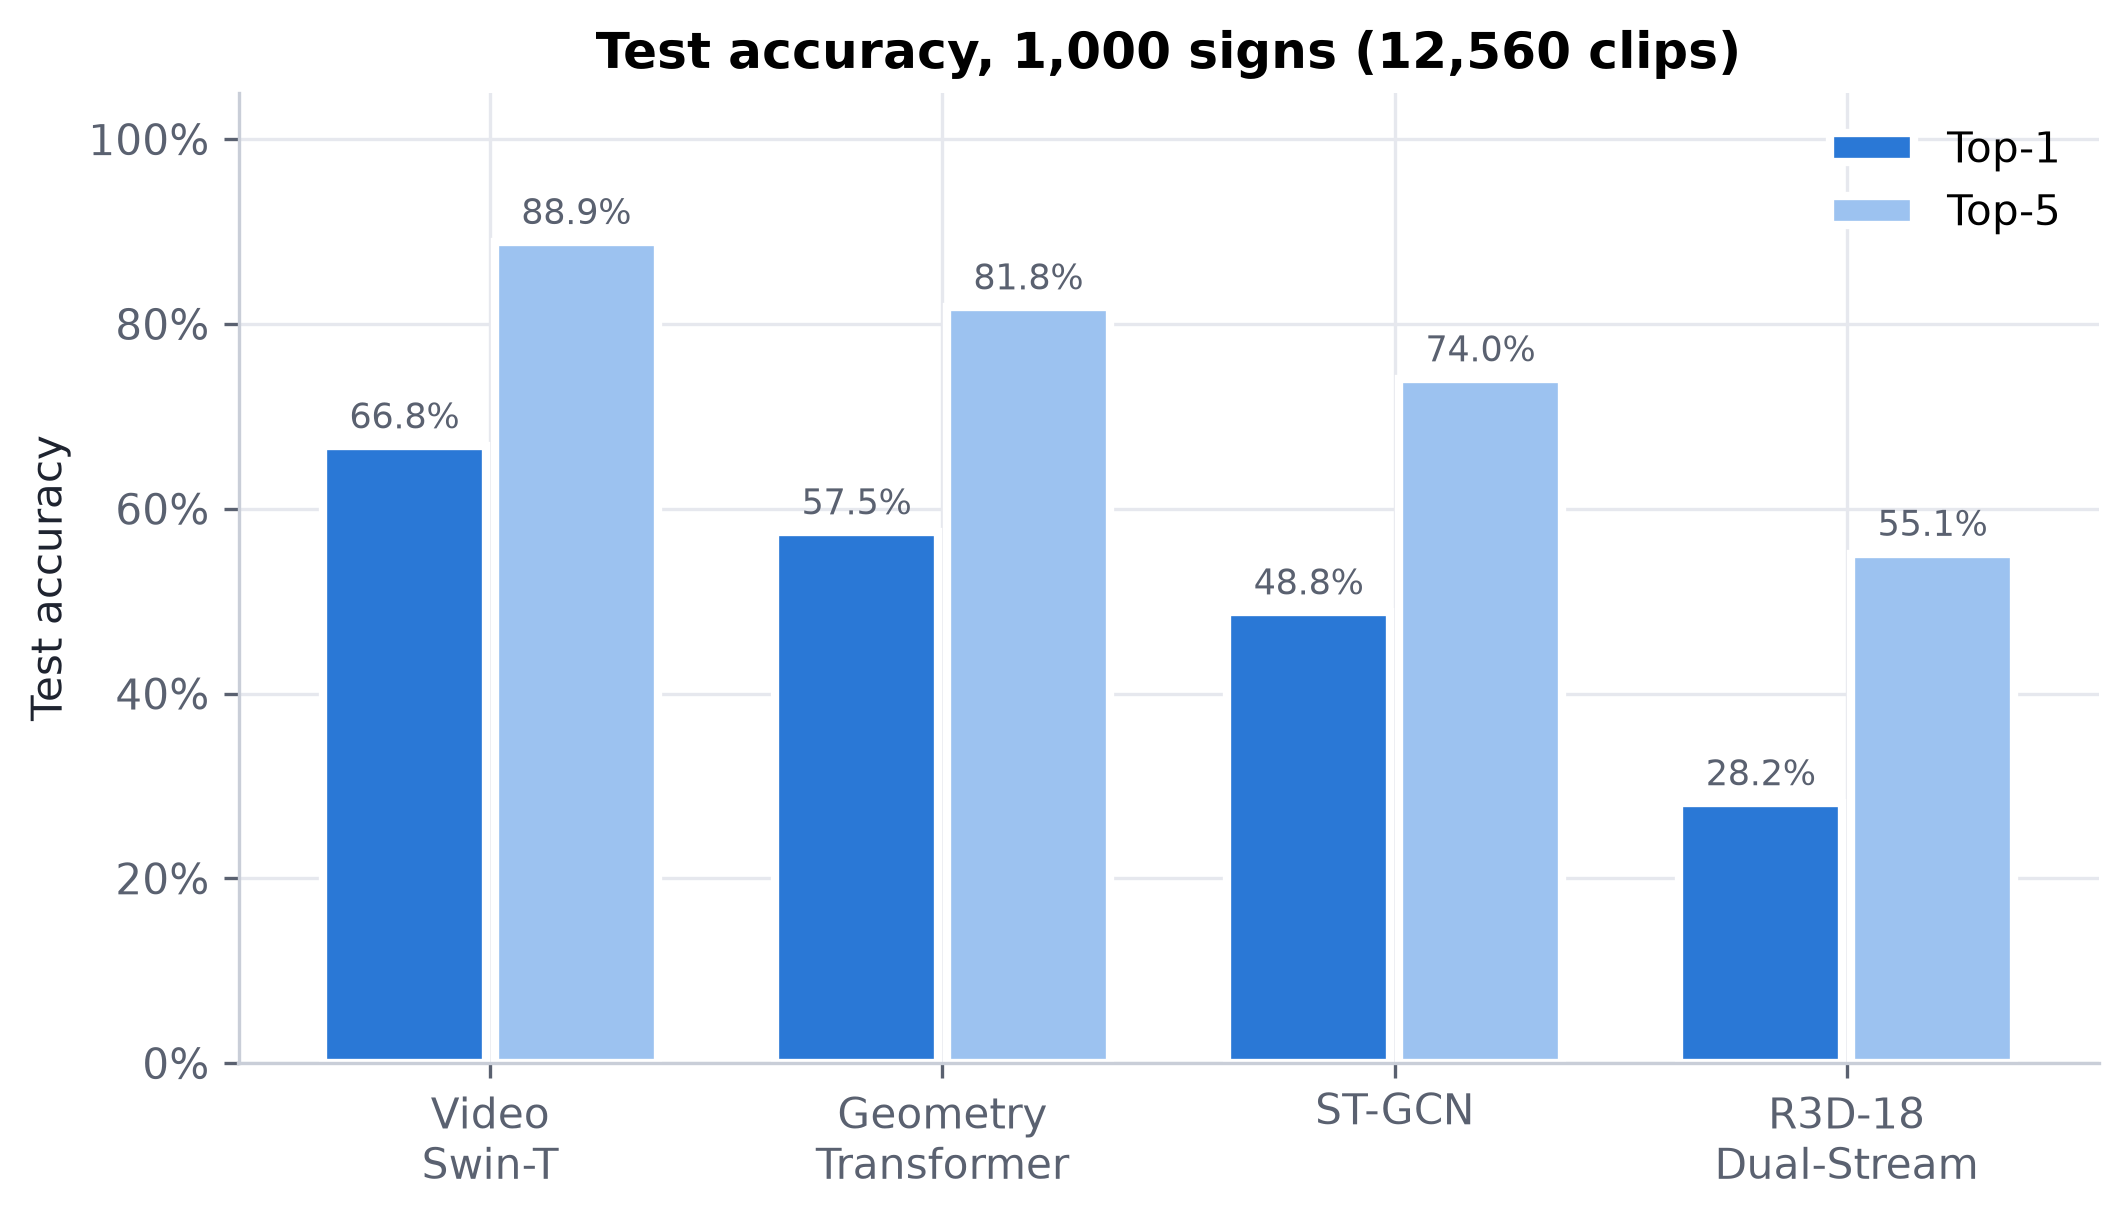 Test accuracy, 1,000 signs (12,560 clips)
Top-1
Top-5
Test accuracy
100%
80%
60%
40%
20%
0%
66.8%
88.9%
57.5%
81.8%
48.8%
74.0%
28.2%
55.1%
Video
Swin-T
Geometry
Transformer
ST-GCN
R3D-18
Dual-Stream